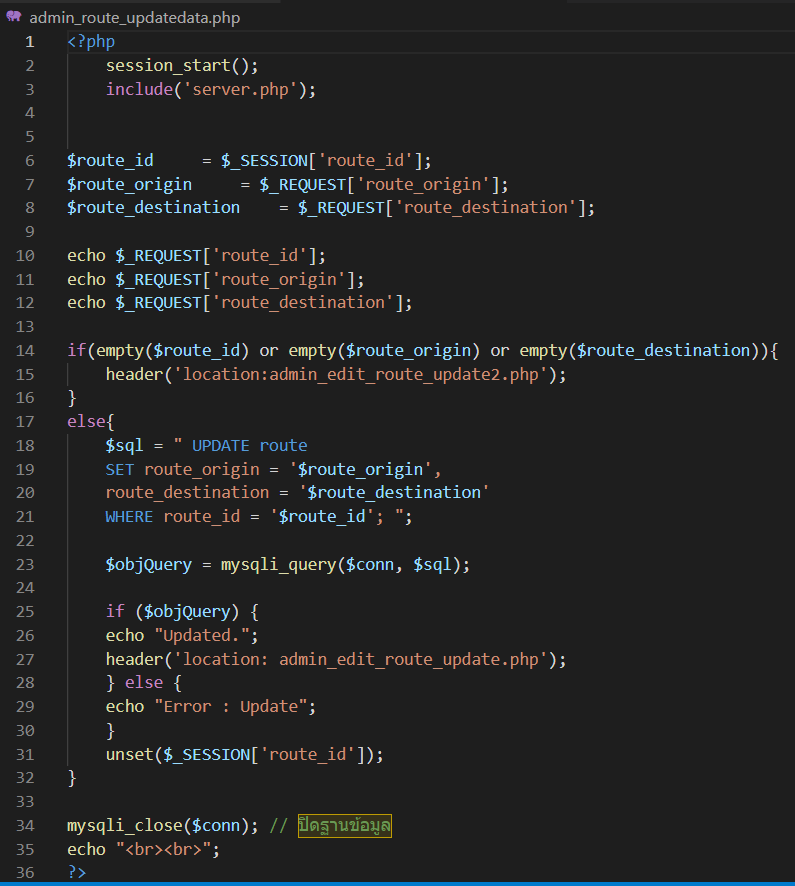 admin_route_updatedata.php
1 <?php
2 session_start();
3 include('server.php');
4
5
6 $route_id     = $_SESSION['route_id'];
7 $route_origin     = $_REQUEST['route_origin'];
8 $route_destination    = $_REQUEST['route_destination'];
9
10 echo $_REQUEST['route_id'];
11 echo $_REQUEST['route_origin'];
12 echo $_REQUEST['route_destination'];
13
14 if(empty($route_id) or empty($route_origin) or empty($route_destination)){
15 header('location:admin_edit_route_update2.php');
16 }
17 else{
18 $sql = " UPDATE route
19 SET route_origin = '$route_origin',
20 route_destination = '$route_destination'
21 WHERE route_id = '$route_id'; ";
22
23 $objQuery = mysqli_query($conn, $sql);
24
25 if ($objQuery) {
26 echo "Updated.";
27 header('location: admin_edit_route_update.php');
28 } else {
29 echo "Error : Update";
30 }
31 unset($_SESSION['route_id']);
32 }
33
34 mysqli_close($conn); // ปิดฐานข้อมูล
35 echo "<br><br>";
36 ?>